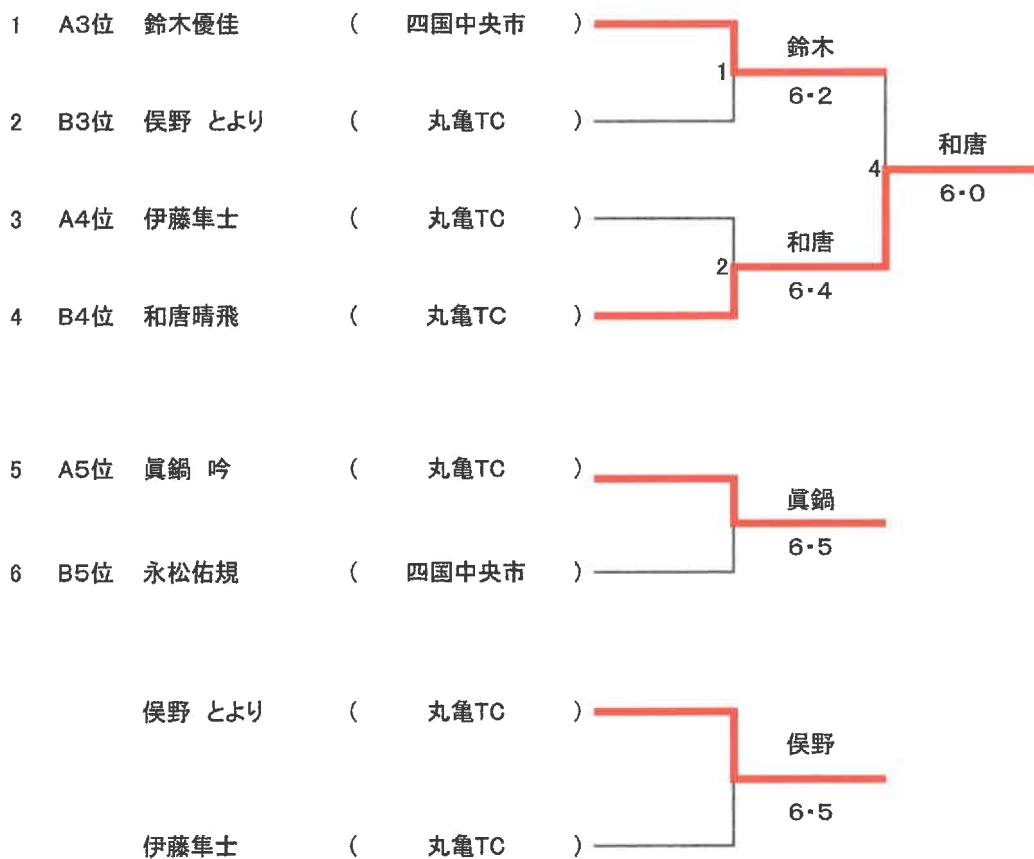 1 A3位 鈴木優佳 ( 四国中央市 )
鈴木
1
6・2
2 B3位 俣野 とより ( 丸亀TC )
和唐
4
6・0
3 A4位 伊藤隼士 ( 丸亀TC )
和唐
2
6・4
4 B4位 和唐晴飛 ( 丸亀TC )
5 A5位 眞鍋 吟 ( 丸亀TC )
眞鍋
6・5
6 B5位 永松佑規 ( 四国中央市 )
俣野 とより ( 丸亀TC )
俣野
6・5
伊藤隼士 ( 丸亀TC )